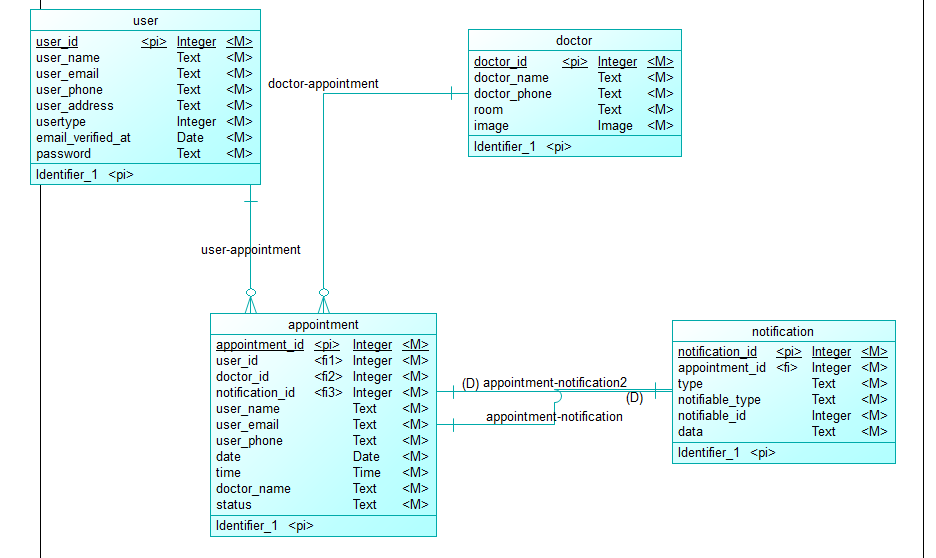 user
user_id <pi> Integer <M>
user_name Text <M>
user_email Text <M>
user_phone Text <M>
user_address Text <M>
usertype Integer <M>
email_verified_at Date <M>
password Text <M>
Identifier_1 <pi>
doctor
doctor_id <pi> Integer <M>
doctor_name Text <M>
doctor_phone Text <M>
room Text <M>
image Image <M>
Identifier_1 <pi>
doctor-appointment
user-appointment
appointment
appointment_id <pi> Integer <M>
user_id <fi1> Integer <M>
doctor_id <fi2> Integer <M>
notification_id <fi3> Integer <M>
user_name Text <M>
user_email Text <M>
user_phone Text <M>
date Date <M>
time Time <M>
doctor_name Text <M>
status Text <M>
Identifier_1 <pi>
(D) appointment-notification2
(D)
appointment-notification
notification
notification_id <pi> Integer <M>
appointment_id <fi> Integer <M>
type Text <M>
notifiable_type Text <M>
notifiable_id Integer <M>
data Text <M>
Identifier_1 <pi>